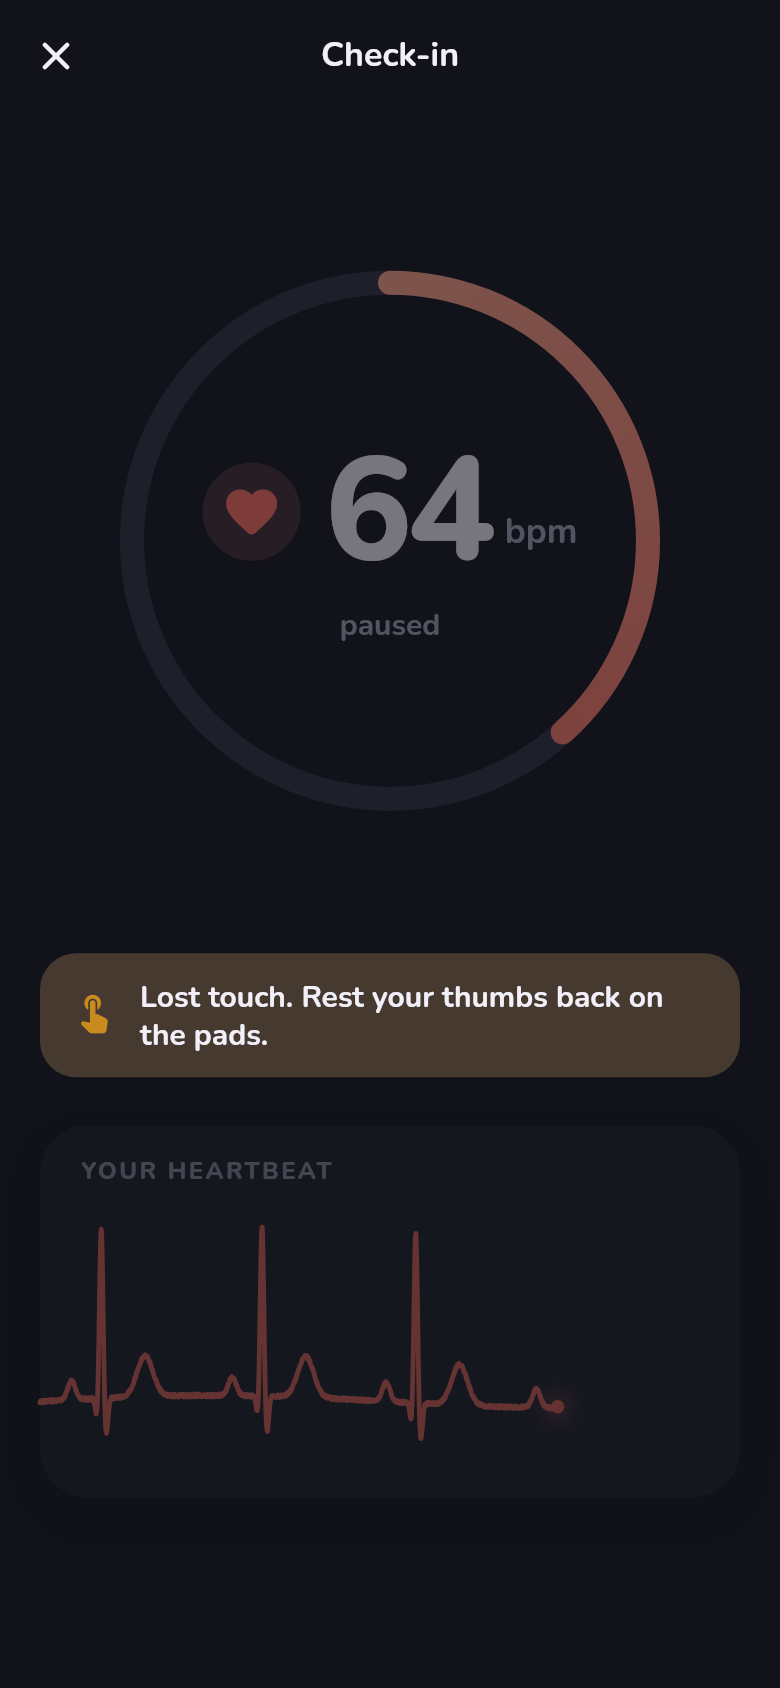 Check-in
64 bpm
paused
Lost touch. Rest your thumbs back on
the pads.
YOUR HEARTBEAT